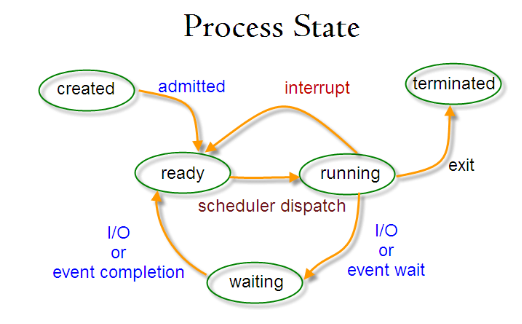 Process State
created
admitted
interrupt
terminated
ready
running
exit
scheduler dispatch
I/O
or
event completion
I/O
or
event wait
waiting